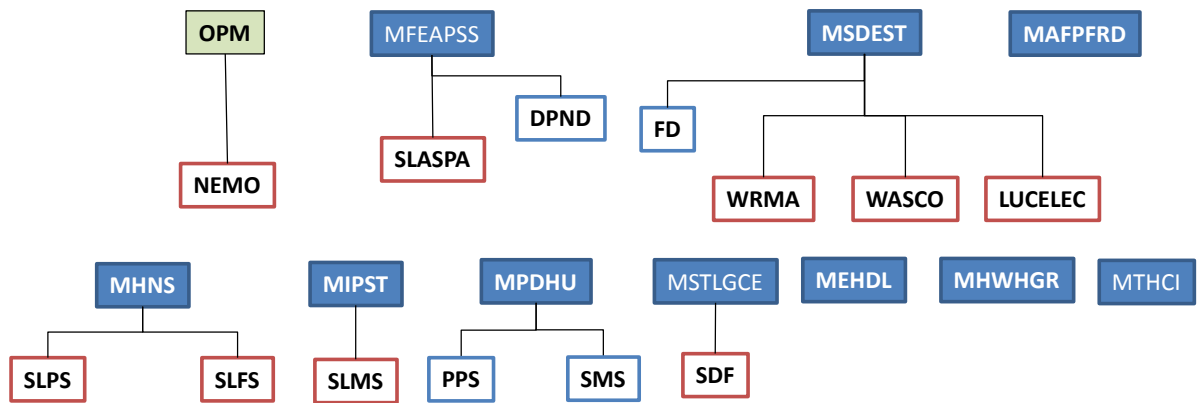 OPM
MFEAPSS
MSDEST
MAFPFRD
DPND
FD
SLASPA
NEMO
WRMA
WASCO
LUCELEC
MHNS
MIPST
MPDHU
MSTLGCE
MEHDL
MHWHGR
MTHCI
SLPS
SLFS
SLMS
PPS
SMS
SDF